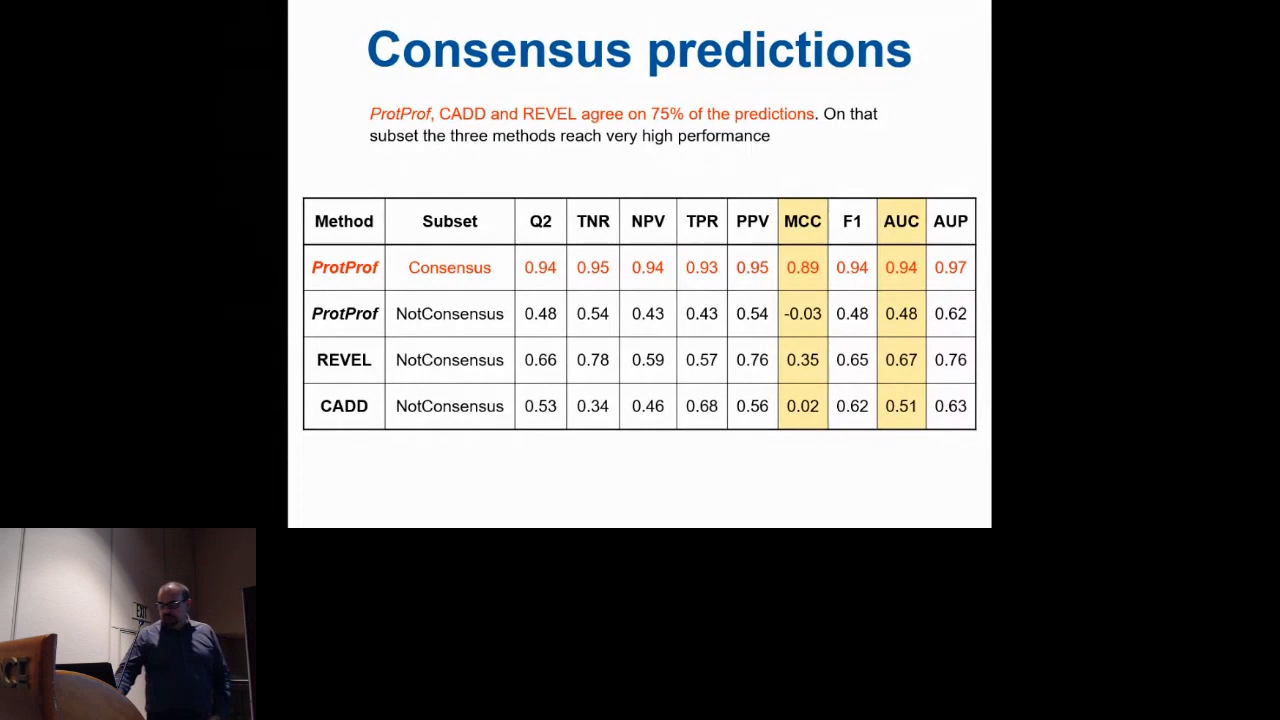 Consensus predictions
ProtProf, CADD and REVEL agree on 75% of the predictions. On that
subset the three methods reach very high performance
Method Subset Q2 TNR NPV TPR PPV MCC F1 AUC AUP
ProtProf Consensus 0.94 0.95 0.94 0.93 0.95 0.89 0.94 0.94 0.97
ProtProf NotConsensus 0.48 0.54 0.43 0.43 0.54 -0.03 0.48 0.48 0.62
REVEL NotConsensus 0.66 0.78 0.59 0.57 0.76 0.35 0.65 0.67 0.76
CADD NotConsensus 0.53 0.34 0.46 0.68 0.56 0.02 0.62 0.51 0.63
EXIT